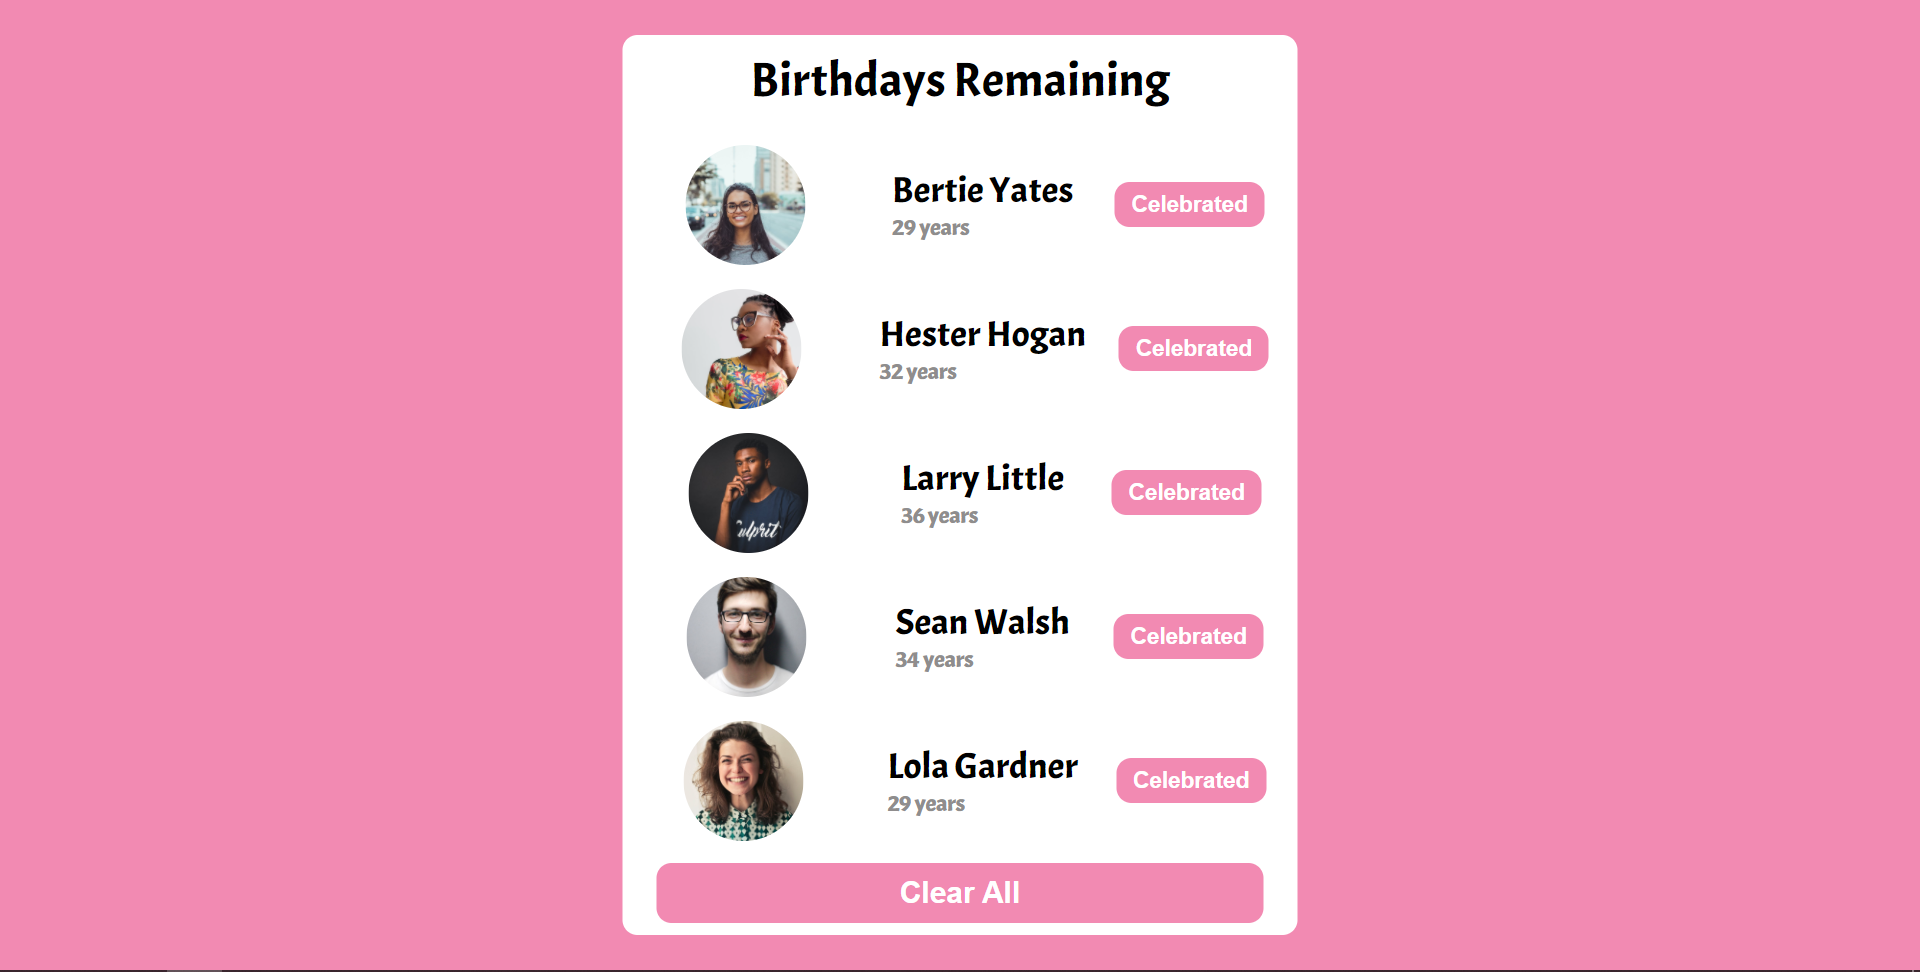 Birthdays Remaining
Bertie Yates
29 years
Celebrated
Hester Hogan
32 years
Celebrated
Larry Little
36 years
Celebrated
ulprit
Sean Walsh
34 years
Celebrated
Lola Gardner
29 years
Celebrated
Clear All